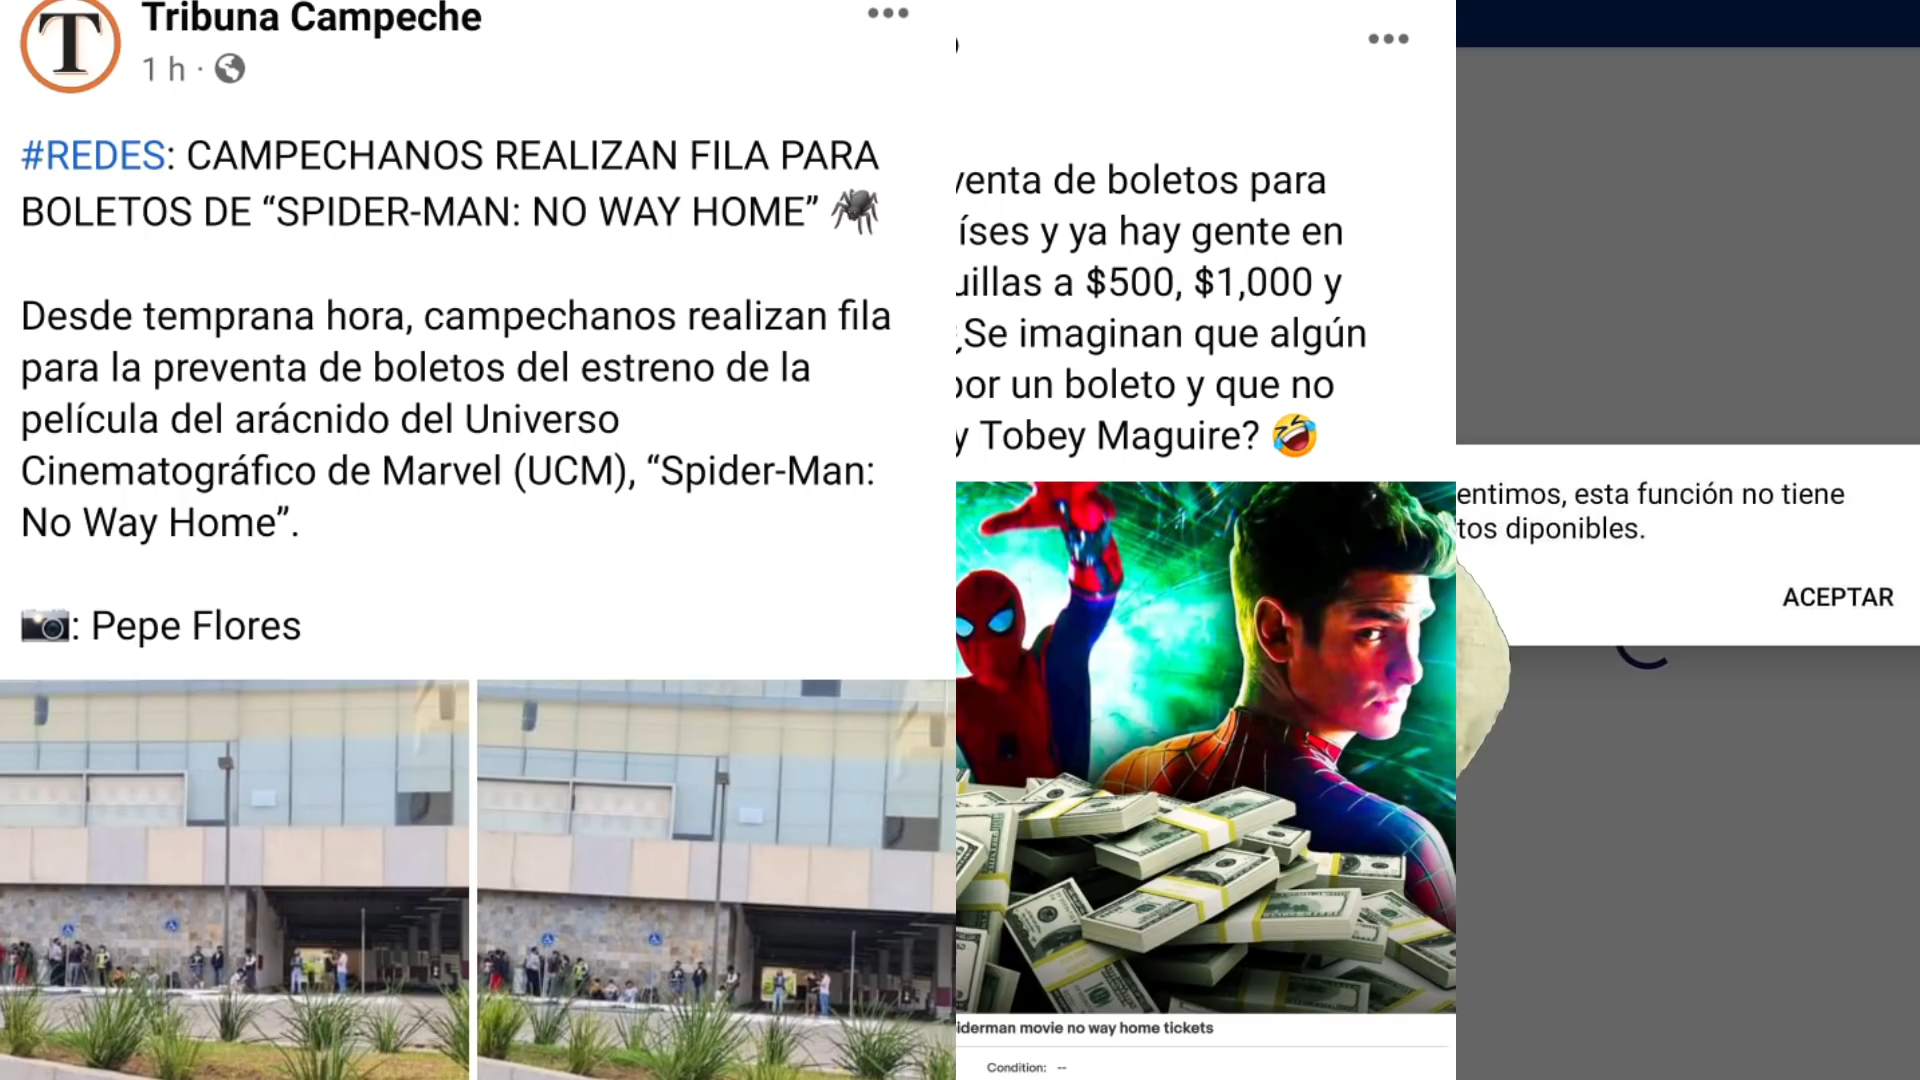 Tribuna Campeche
1 h ·
#REDES: CAMPECHANOS REALIZAN FILA PARA
BOLETOS DE “SPIDER-MAN: NO WAY HOME”
Desde temprana hora, campechanos realizan fila
para la preventa de boletos del estreno de la
película del arácnido del Universo
Cinematográfico de Marvel (UCM), “Spider-Man:
No Way Home”.
: Pepe Flores
venta de boletos para
íses y ya hay gente en
uillas a $500, $1,000 y
¿Se imaginan que algún
por un boleto y que no
y Tobey Maguire?
iderman movie no way home tickets
Condition: --
entimos, esta función no tiene
tos diponibles.
ACEPTAR